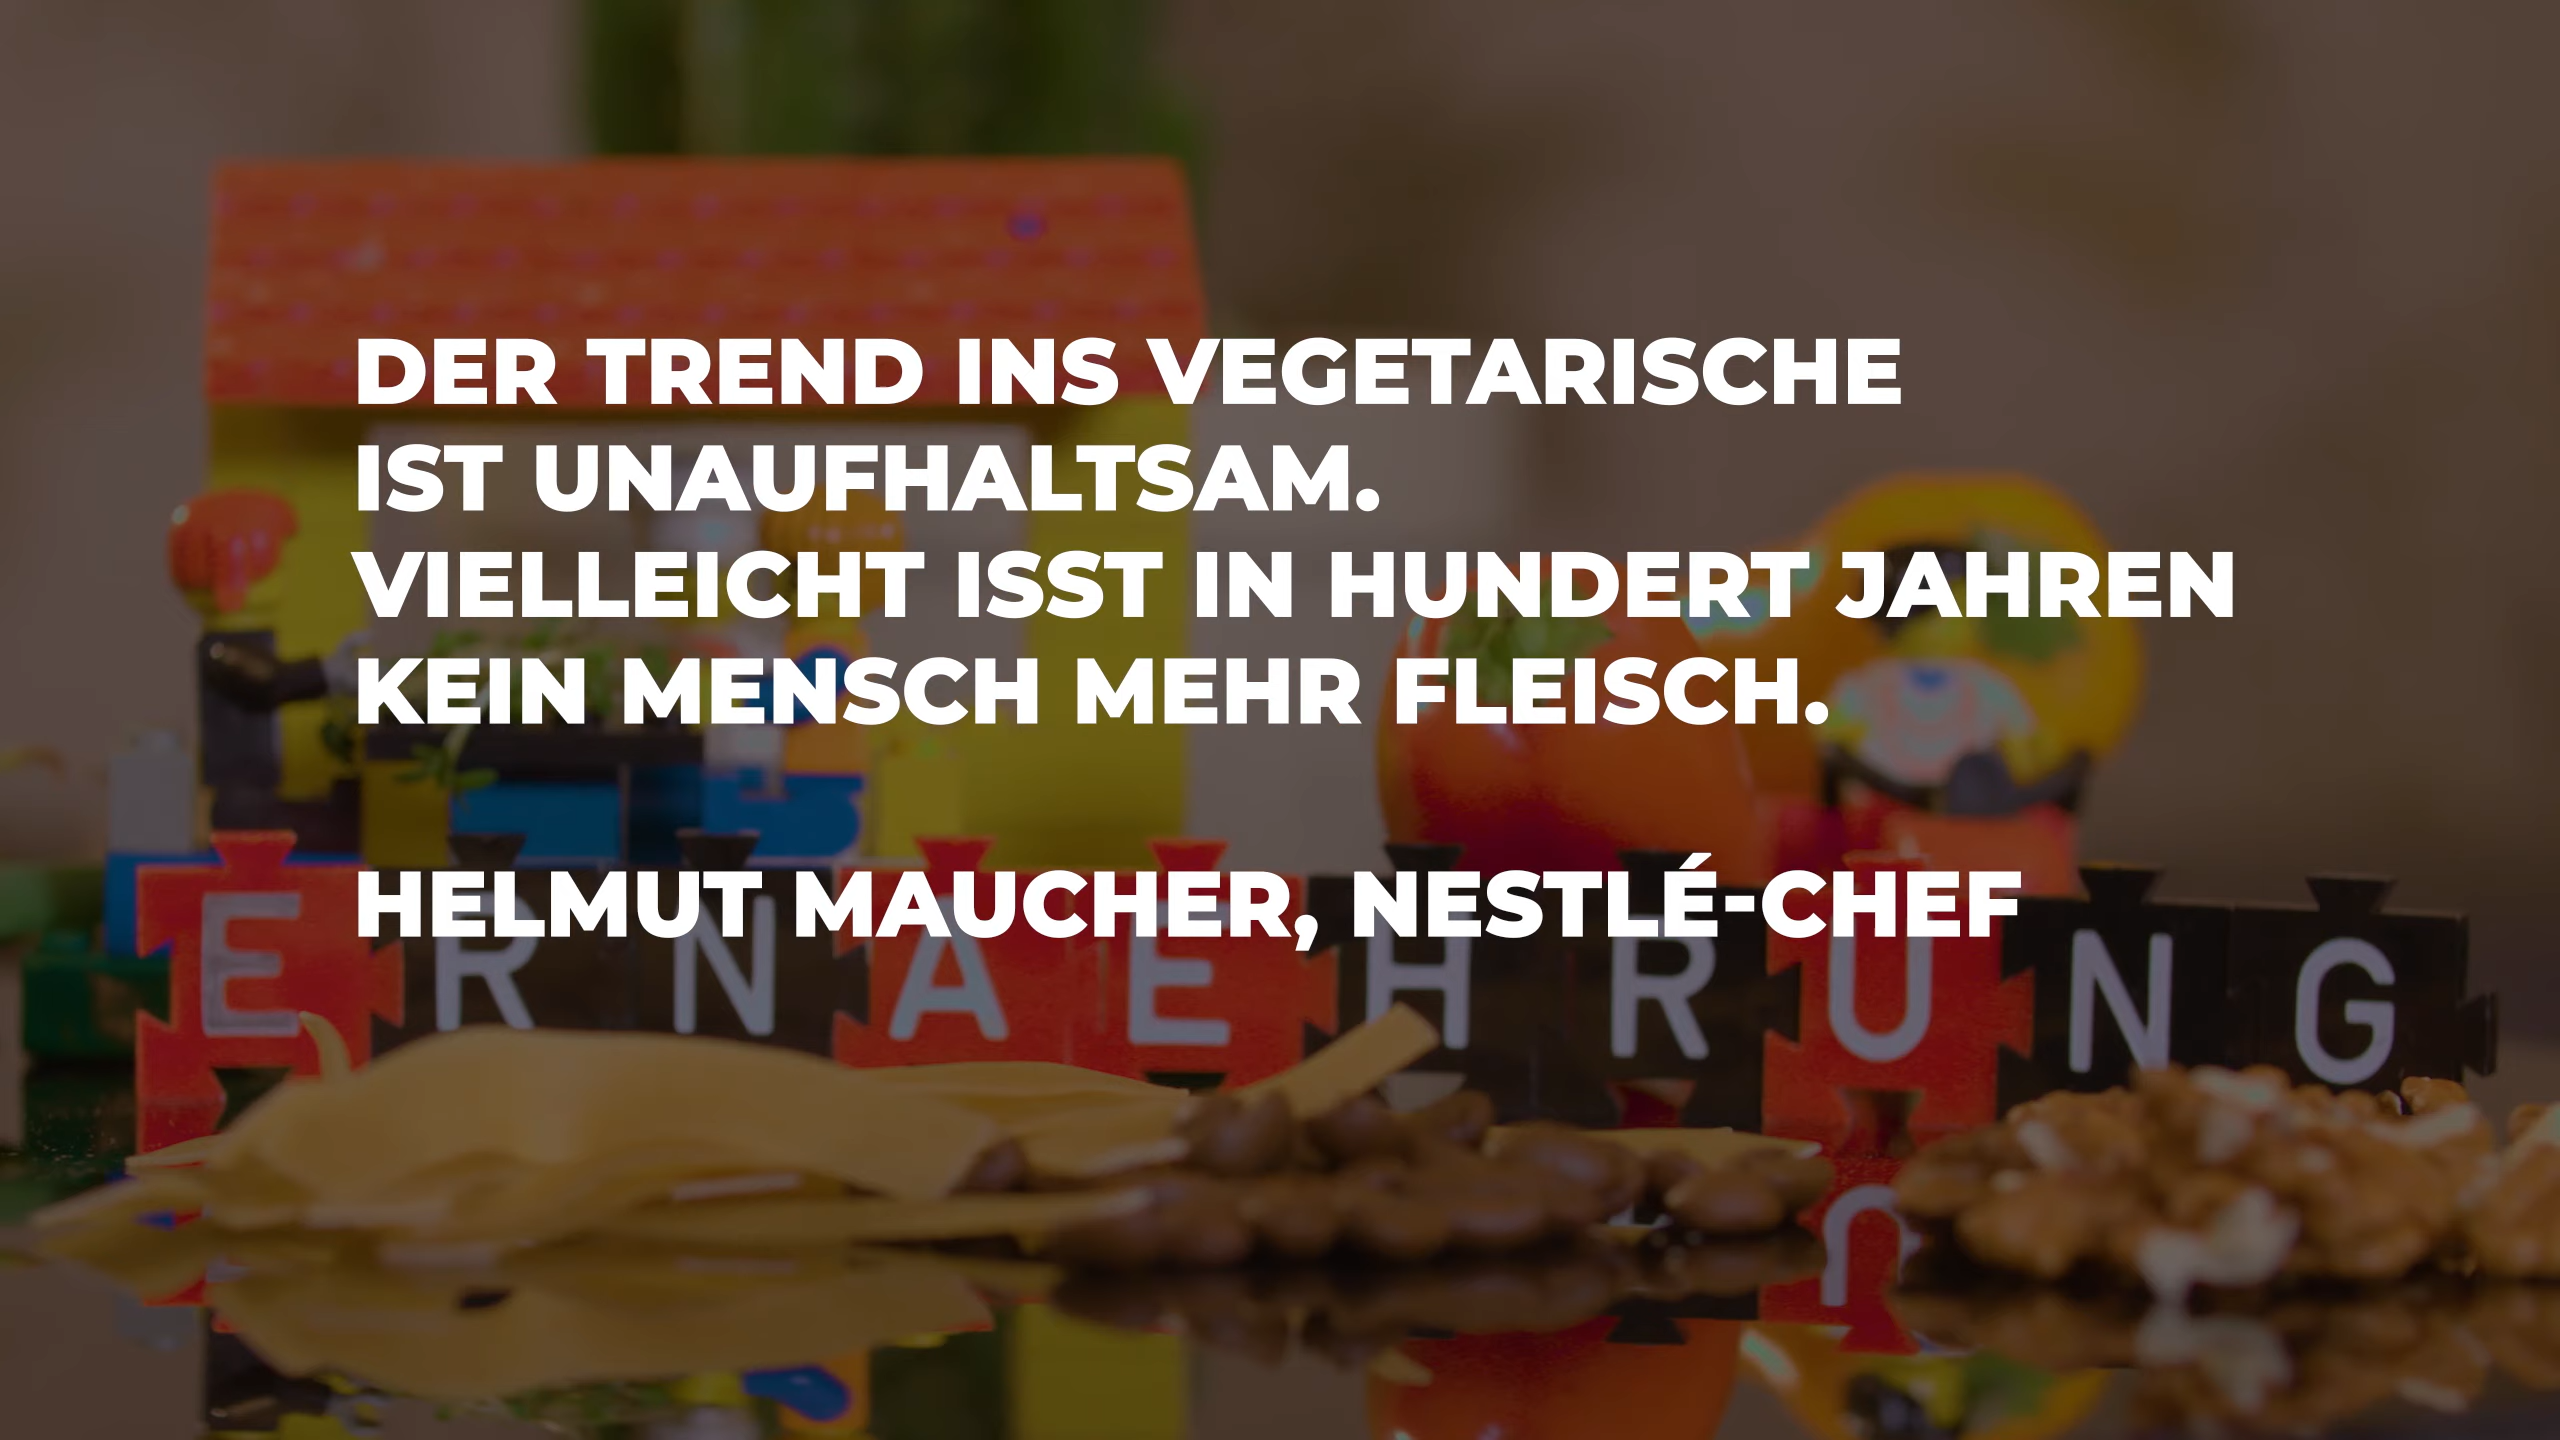 DER TREND INS VEGETARISCHE
IST UNAUFHALTSAM.
VIELLEICHT ISST IN HUNDERT JAHREN
KEIN MENSCH MEHR FLEISCH.
HELMUT MAUCHER, NESTLÉ-CHEF
ERNAEHRUNG